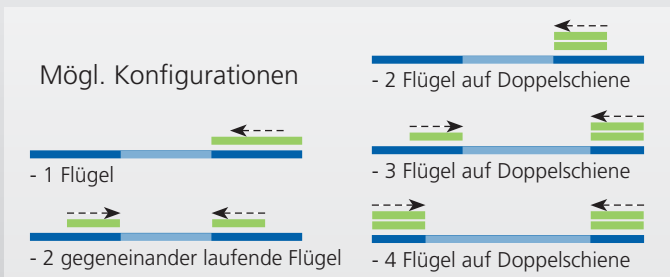 Mögl. Konfigurationen
- 1 Flügel
- 2 gegeneinander laufende Flügel
- 2 Flügel auf Doppelschiene
- 3 Flügel auf Doppelschiene
- 4 Flügel auf Doppelschiene